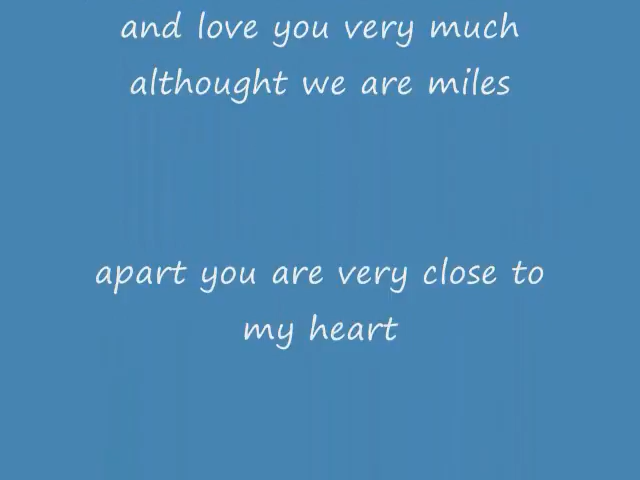 and love you very much
althought we are miles
apart you are very close to
my heart